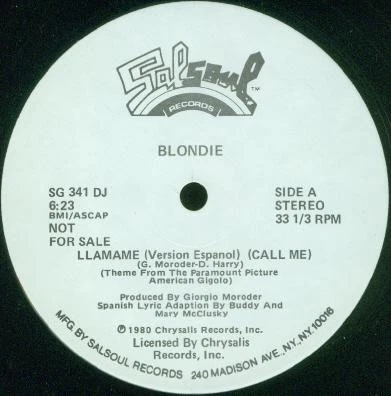 Salsoul
RECORDS TM
BLONDIE
SG 341 DJ
6:23
BMI/ASCAP
NOT
FOR SALE
SIDE A
STEREO
33 1/3 RPM
LLAMAME (Version Espanol) (CALL ME)
(G. Moroder-D. Harry)
(Theme From The Paramount Picture
American Gigolo)
Produced By Giorgio Moroder
Spanish Lyric Adaption By Buddy And
Mary McClusky
℗ 1980 Chrysalis Records, Inc.
Licensed By Chrysalis
Records, Inc.
MFG. BY SALSOUL RECORDS 240 MADISON AVE., N.Y. N.Y. 10016